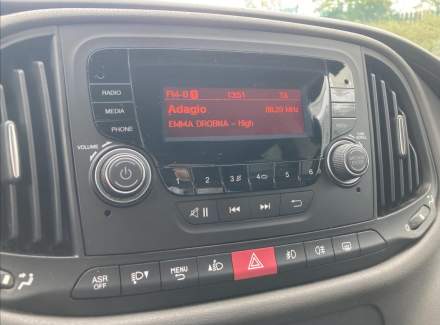 RADIO
MEDIA
PHONE
FM-B 13:51 TA
Adagio 88.20 MHz
EMMA DROBNA - High
VOLUME
1 2 3 4 5 6
ASR OFF
MENU